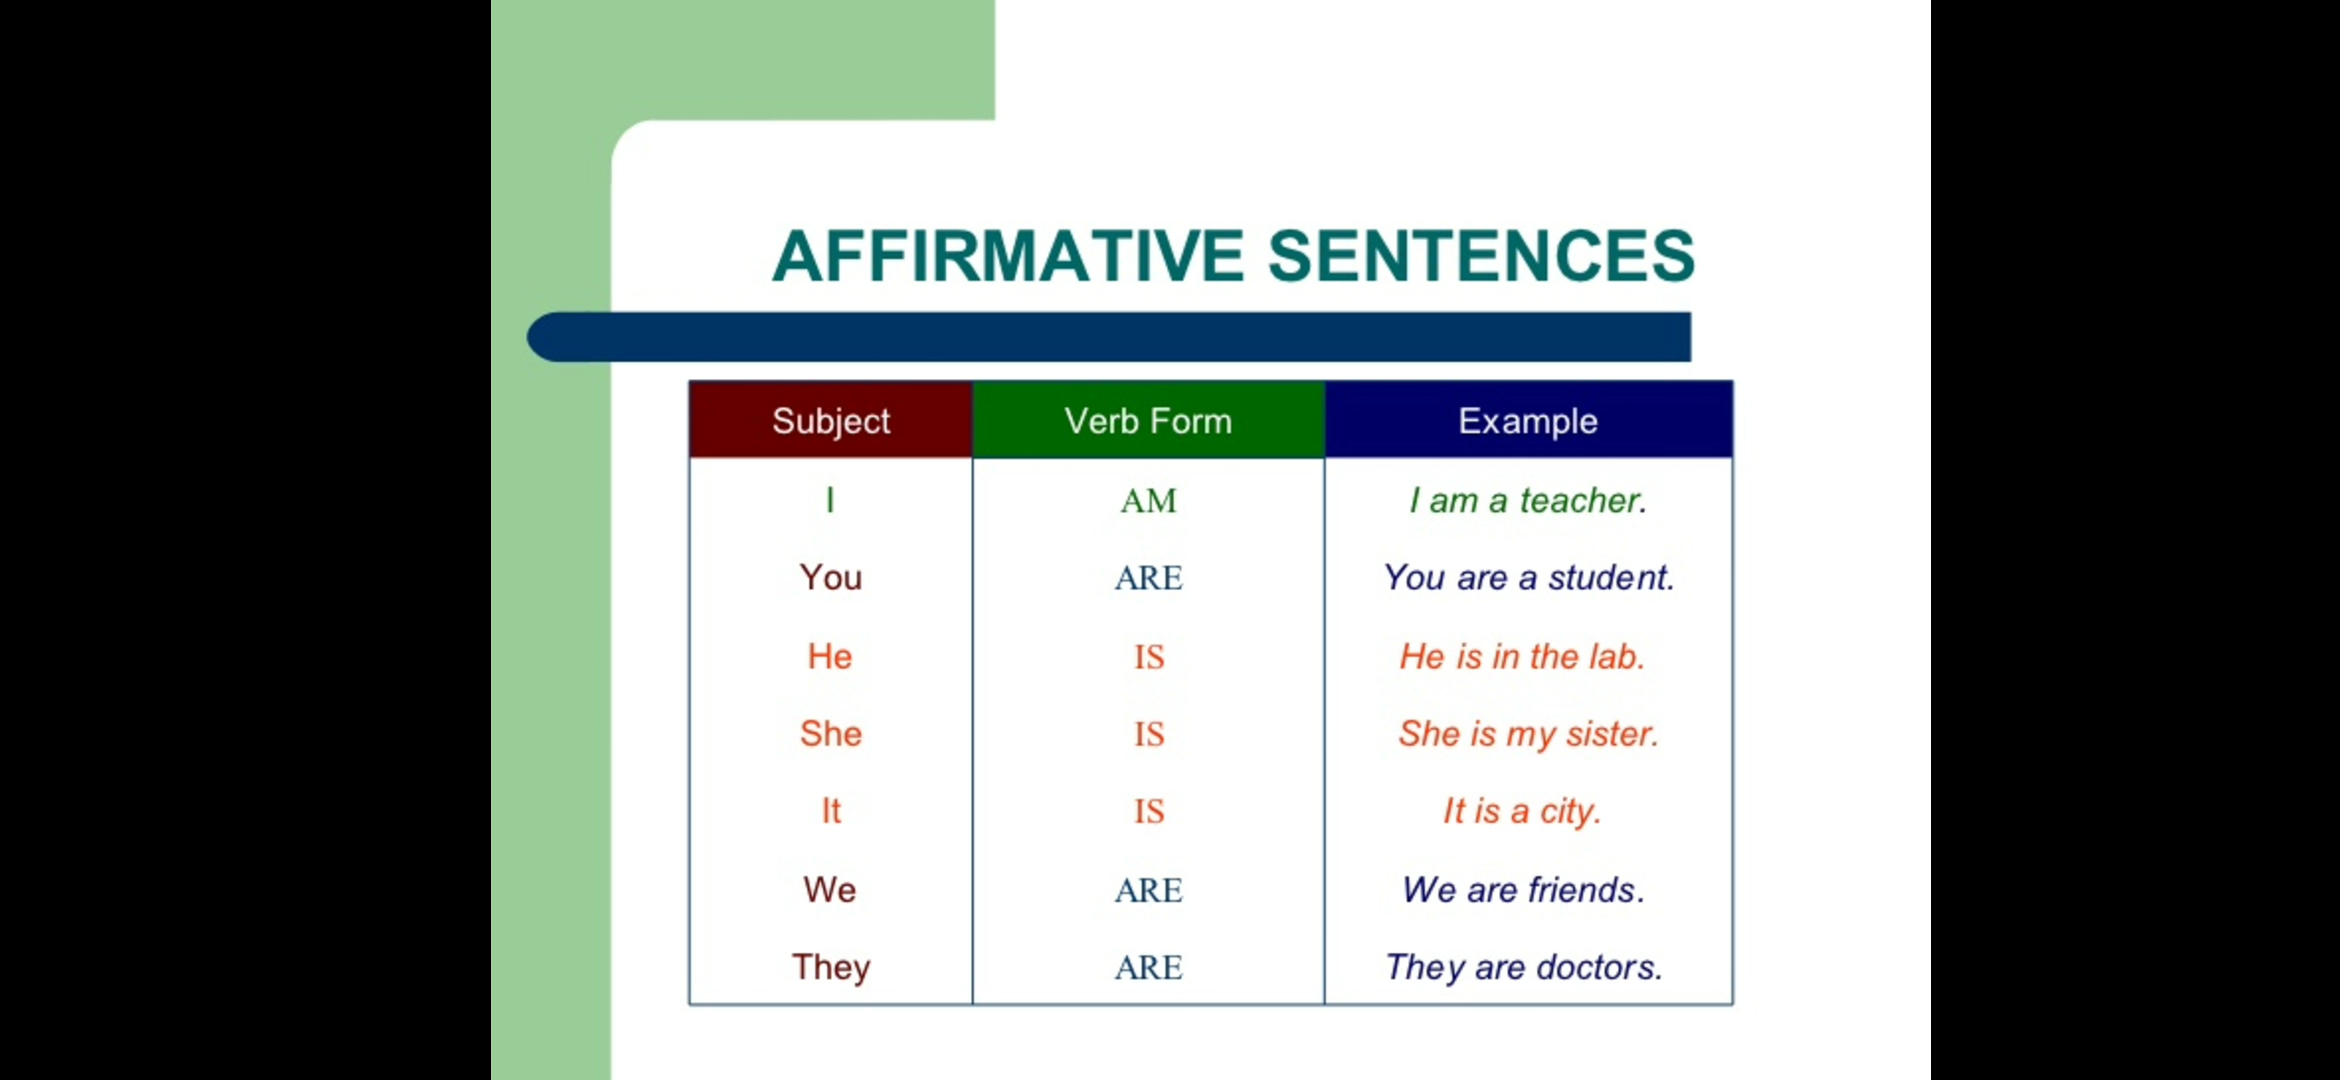 AFFIRMATIVE SENTENCES
Subject Verb Form Example
I AM I am a teacher.
You ARE You are a student.
He IS He is in the lab.
She IS She is my sister.
It IS It is a city.
We ARE We are friends.
They ARE They are doctors.